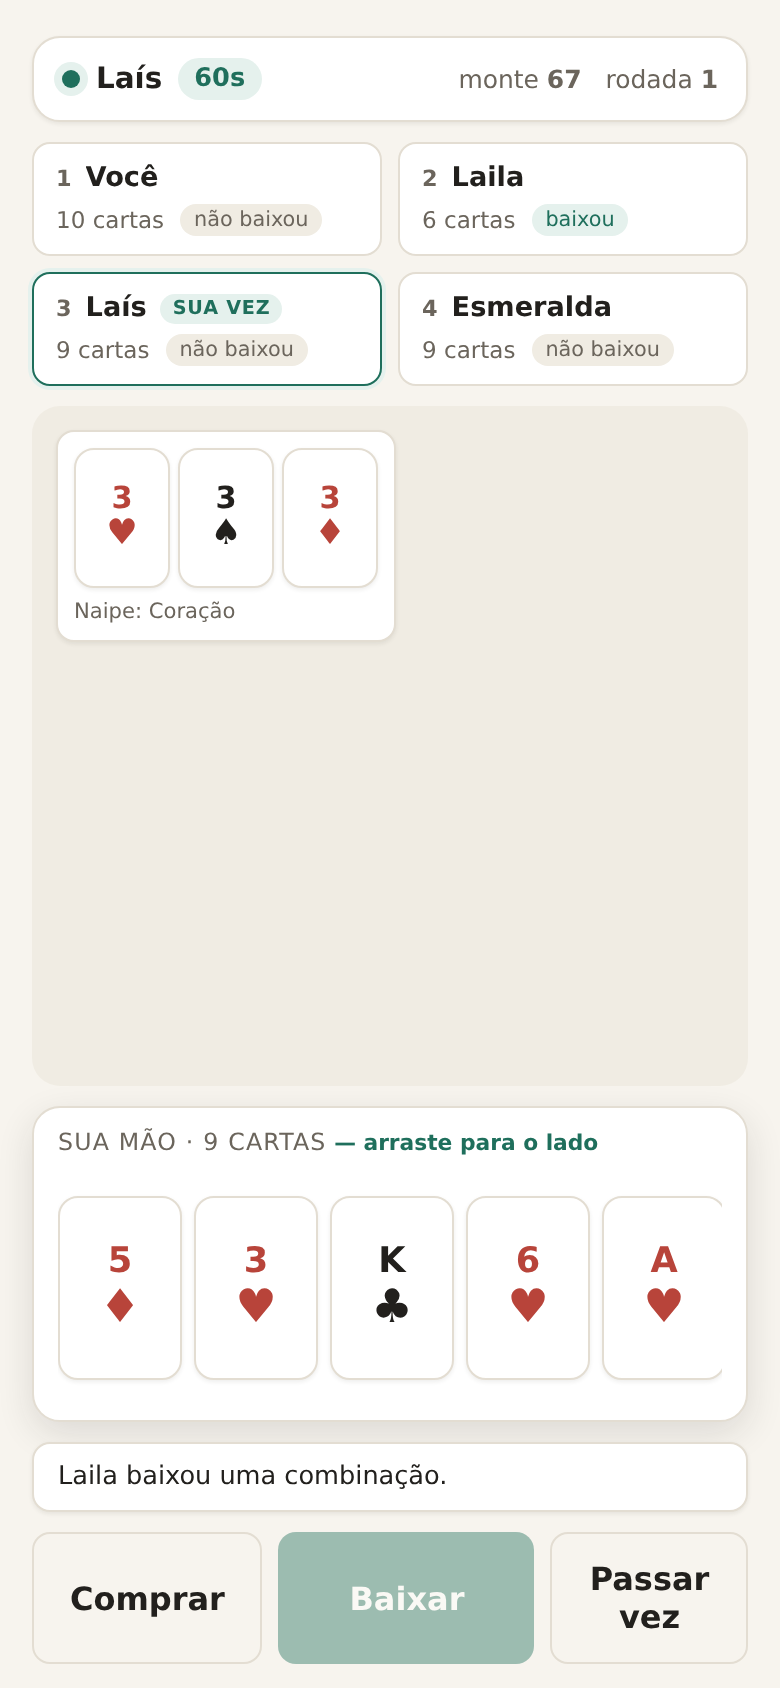 Laís 60s monte 67 rodada 1
1 Você
10 cartas não baixou
2 Laila
6 cartas baixou
3 Laís SUA VEZ
9 cartas não baixou
4 Esmeralda
9 cartas não baixou
3 3 3
♥ ♠ ♦
Naipe: Coração
SUA MÃO · 9 CARTAS — arraste para o lado
5 3 K 6 A
♦ ♥ ♣ ♥ ♥
Laila baixou uma combinação.
Comprar
Baixar
Passar
vez